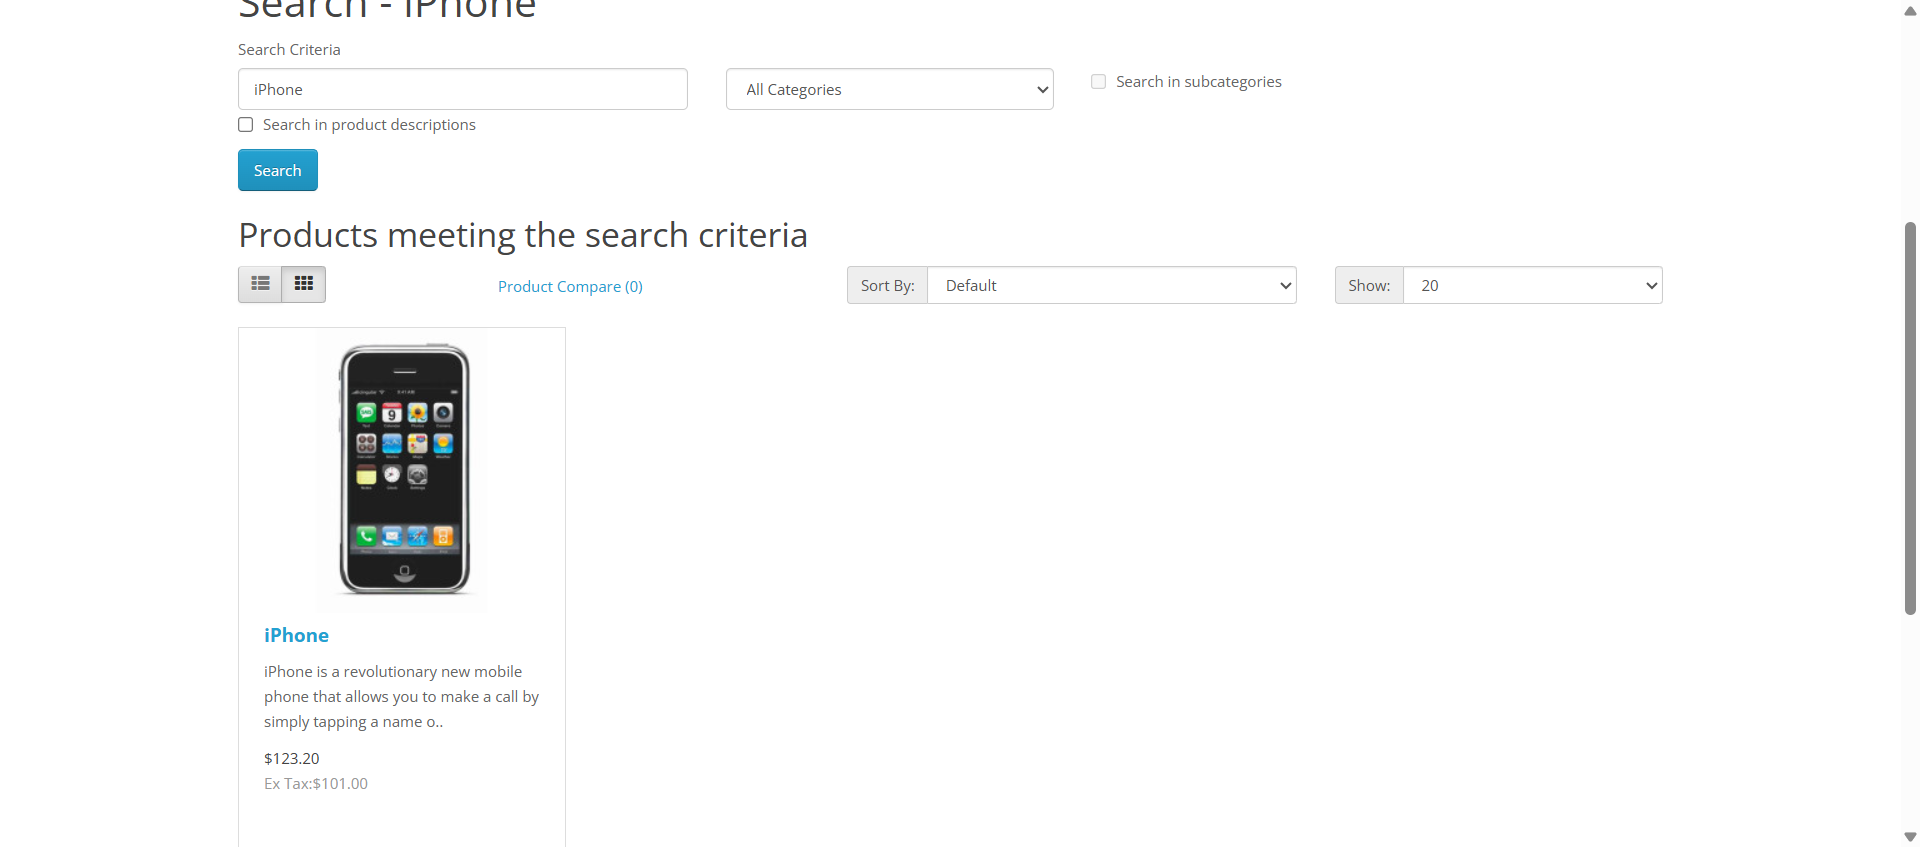 Search - iPhone
Search Criteria
iPhone
All Categories
Search in subcategories
Search in product descriptions
Search
Products meeting the search criteria
Product Compare (0)
Sort By:
Default
Show:
20
iPhone
iPhone is a revolutionary new mobile
phone that allows you to make a call by
simply tapping a name o..
$123.20
Ex Tax:$101.00